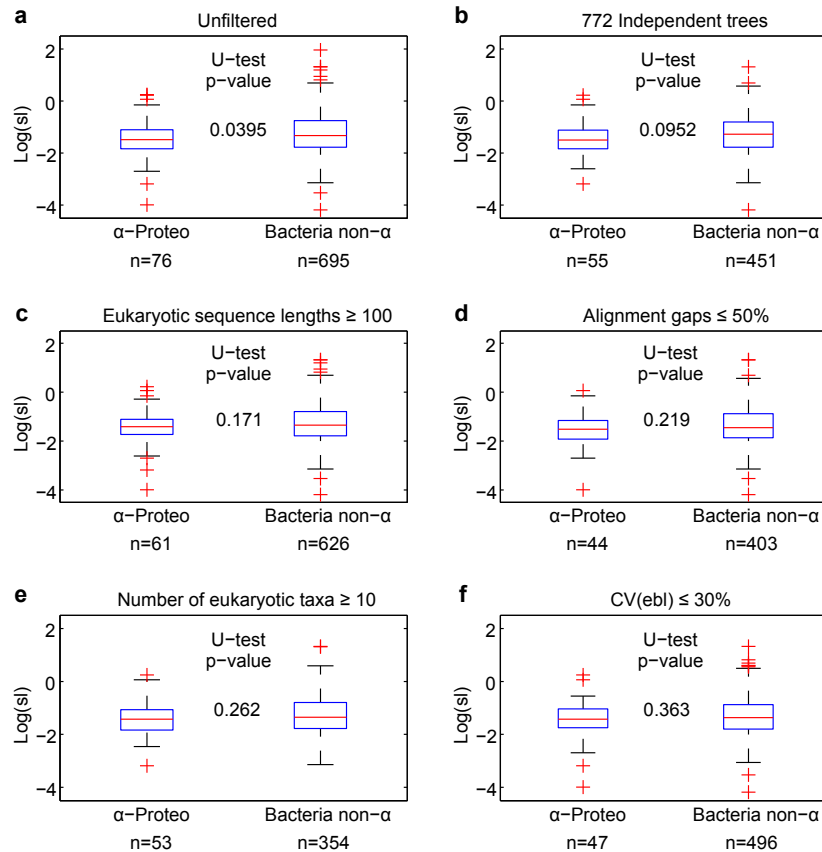 a
Unfiltered
2
0
−2
−4
Log(sl)
U−test
p−value
0.0395
α−Proteo
Bacteria non−α
n=76
n=695
b
772 Independent trees
2
0
−2
−4
Log(sl)
U−test
p−value
0.0952
α−Proteo
Bacteria non−α
n=55
n=451
c
Eukaryotic sequence lengths ≥ 100
2
0
−2
−4
Log(sl)
U−test
p−value
0.171
α−Proteo
Bacteria non−α
n=61
n=626
d
Alignment gaps ≤ 50%
2
0
−2
−4
Log(sl)
U−test
p−value
0.219
α−Proteo
Bacteria non−α
n=44
n=403
e
Number of eukaryotic taxa ≥ 10
2
0
−2
−4
Log(sl)
U−test
p−value
0.262
α−Proteo
Bacteria non−α
n=53
n=354
f
CV(ebl) ≤ 30%
2
0
−2
−4
Log(sl)
U−test
p−value
0.363
α−Proteo
Bacteria non−α
n=47
n=496